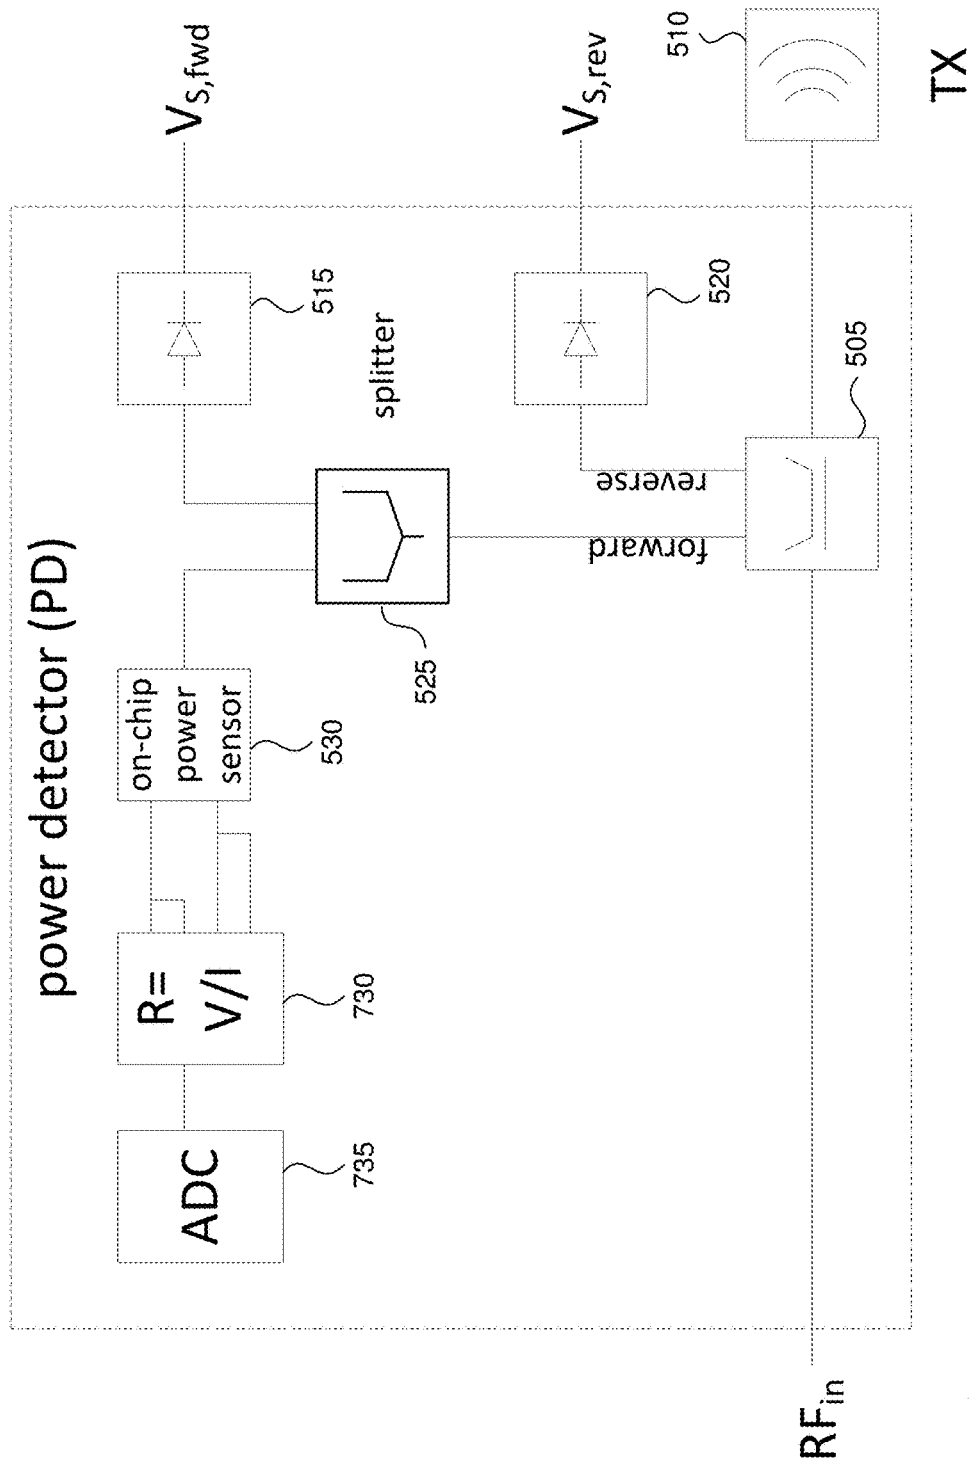 power detector (PD)
ADC
735
R=
V/I
730
on-chip
power
sensor
530
525
splitter
515
V_S,fwd
forward
reverse
520
V_S,rev
505
510
TX
RF_in